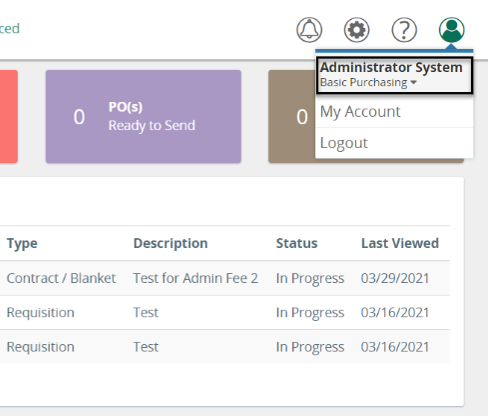 ced
Administrator System
Basic Purchasing
My Account
Logout
0
PO(s)
Ready to Send
0
Type Description Status Last Viewed
Contract / Blanket Test for Admin Fee 2 In Progress 03/29/2021
Requisition Test In Progress 03/16/2021
Requisition Test In Progress 03/16/2021